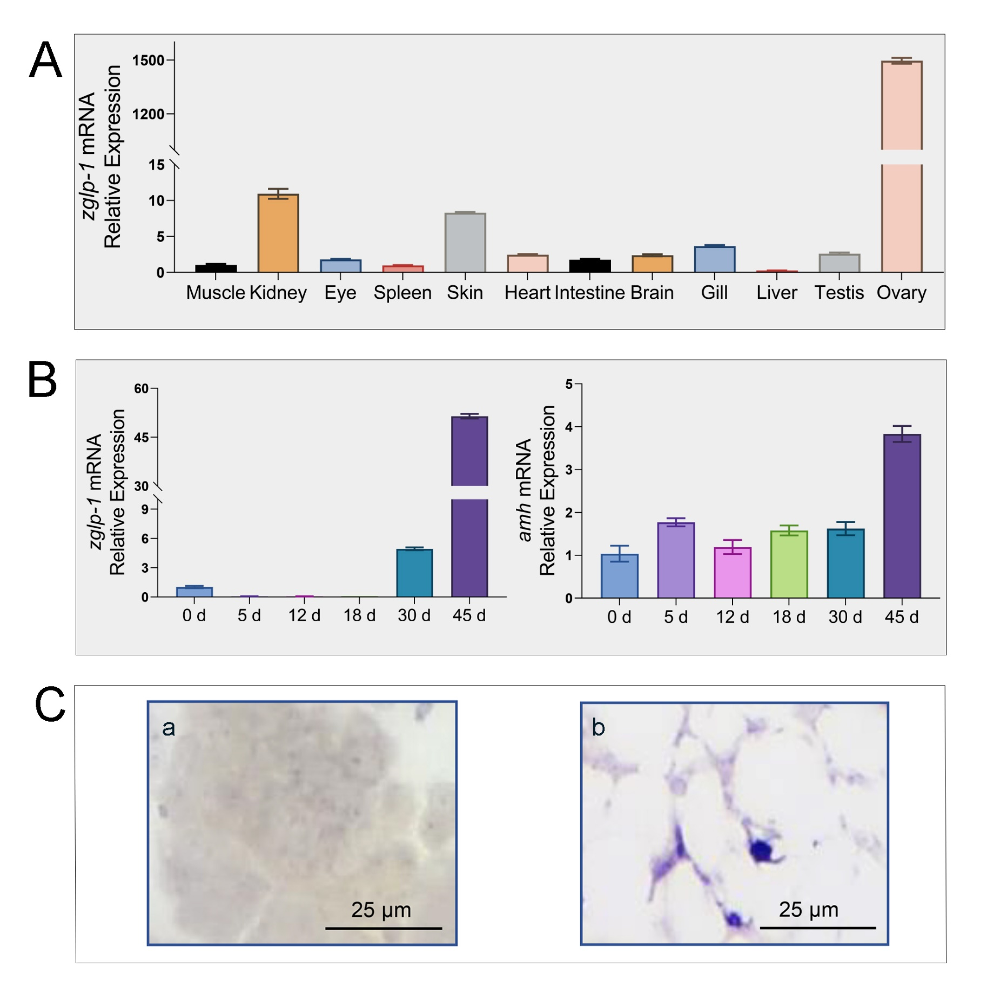 A
zglp-1 mRNA
Relative Expression
1500
1200
15
10
5
0
Muscle Kidney Eye Spleen Skin Heart Intestine Brain Gill Liver Testis Ovary
B
zglp-1 mRNA
Relative Expression
60
45
30
9
6
3
0
0 d 5 d 12 d 18 d 30 d 45 d
amh mRNA
Relative Expression
5
4
3
2
1
0
0 d 5 d 12 d 18 d 30 d 45 d
C
a
25 μm
b
25 μm